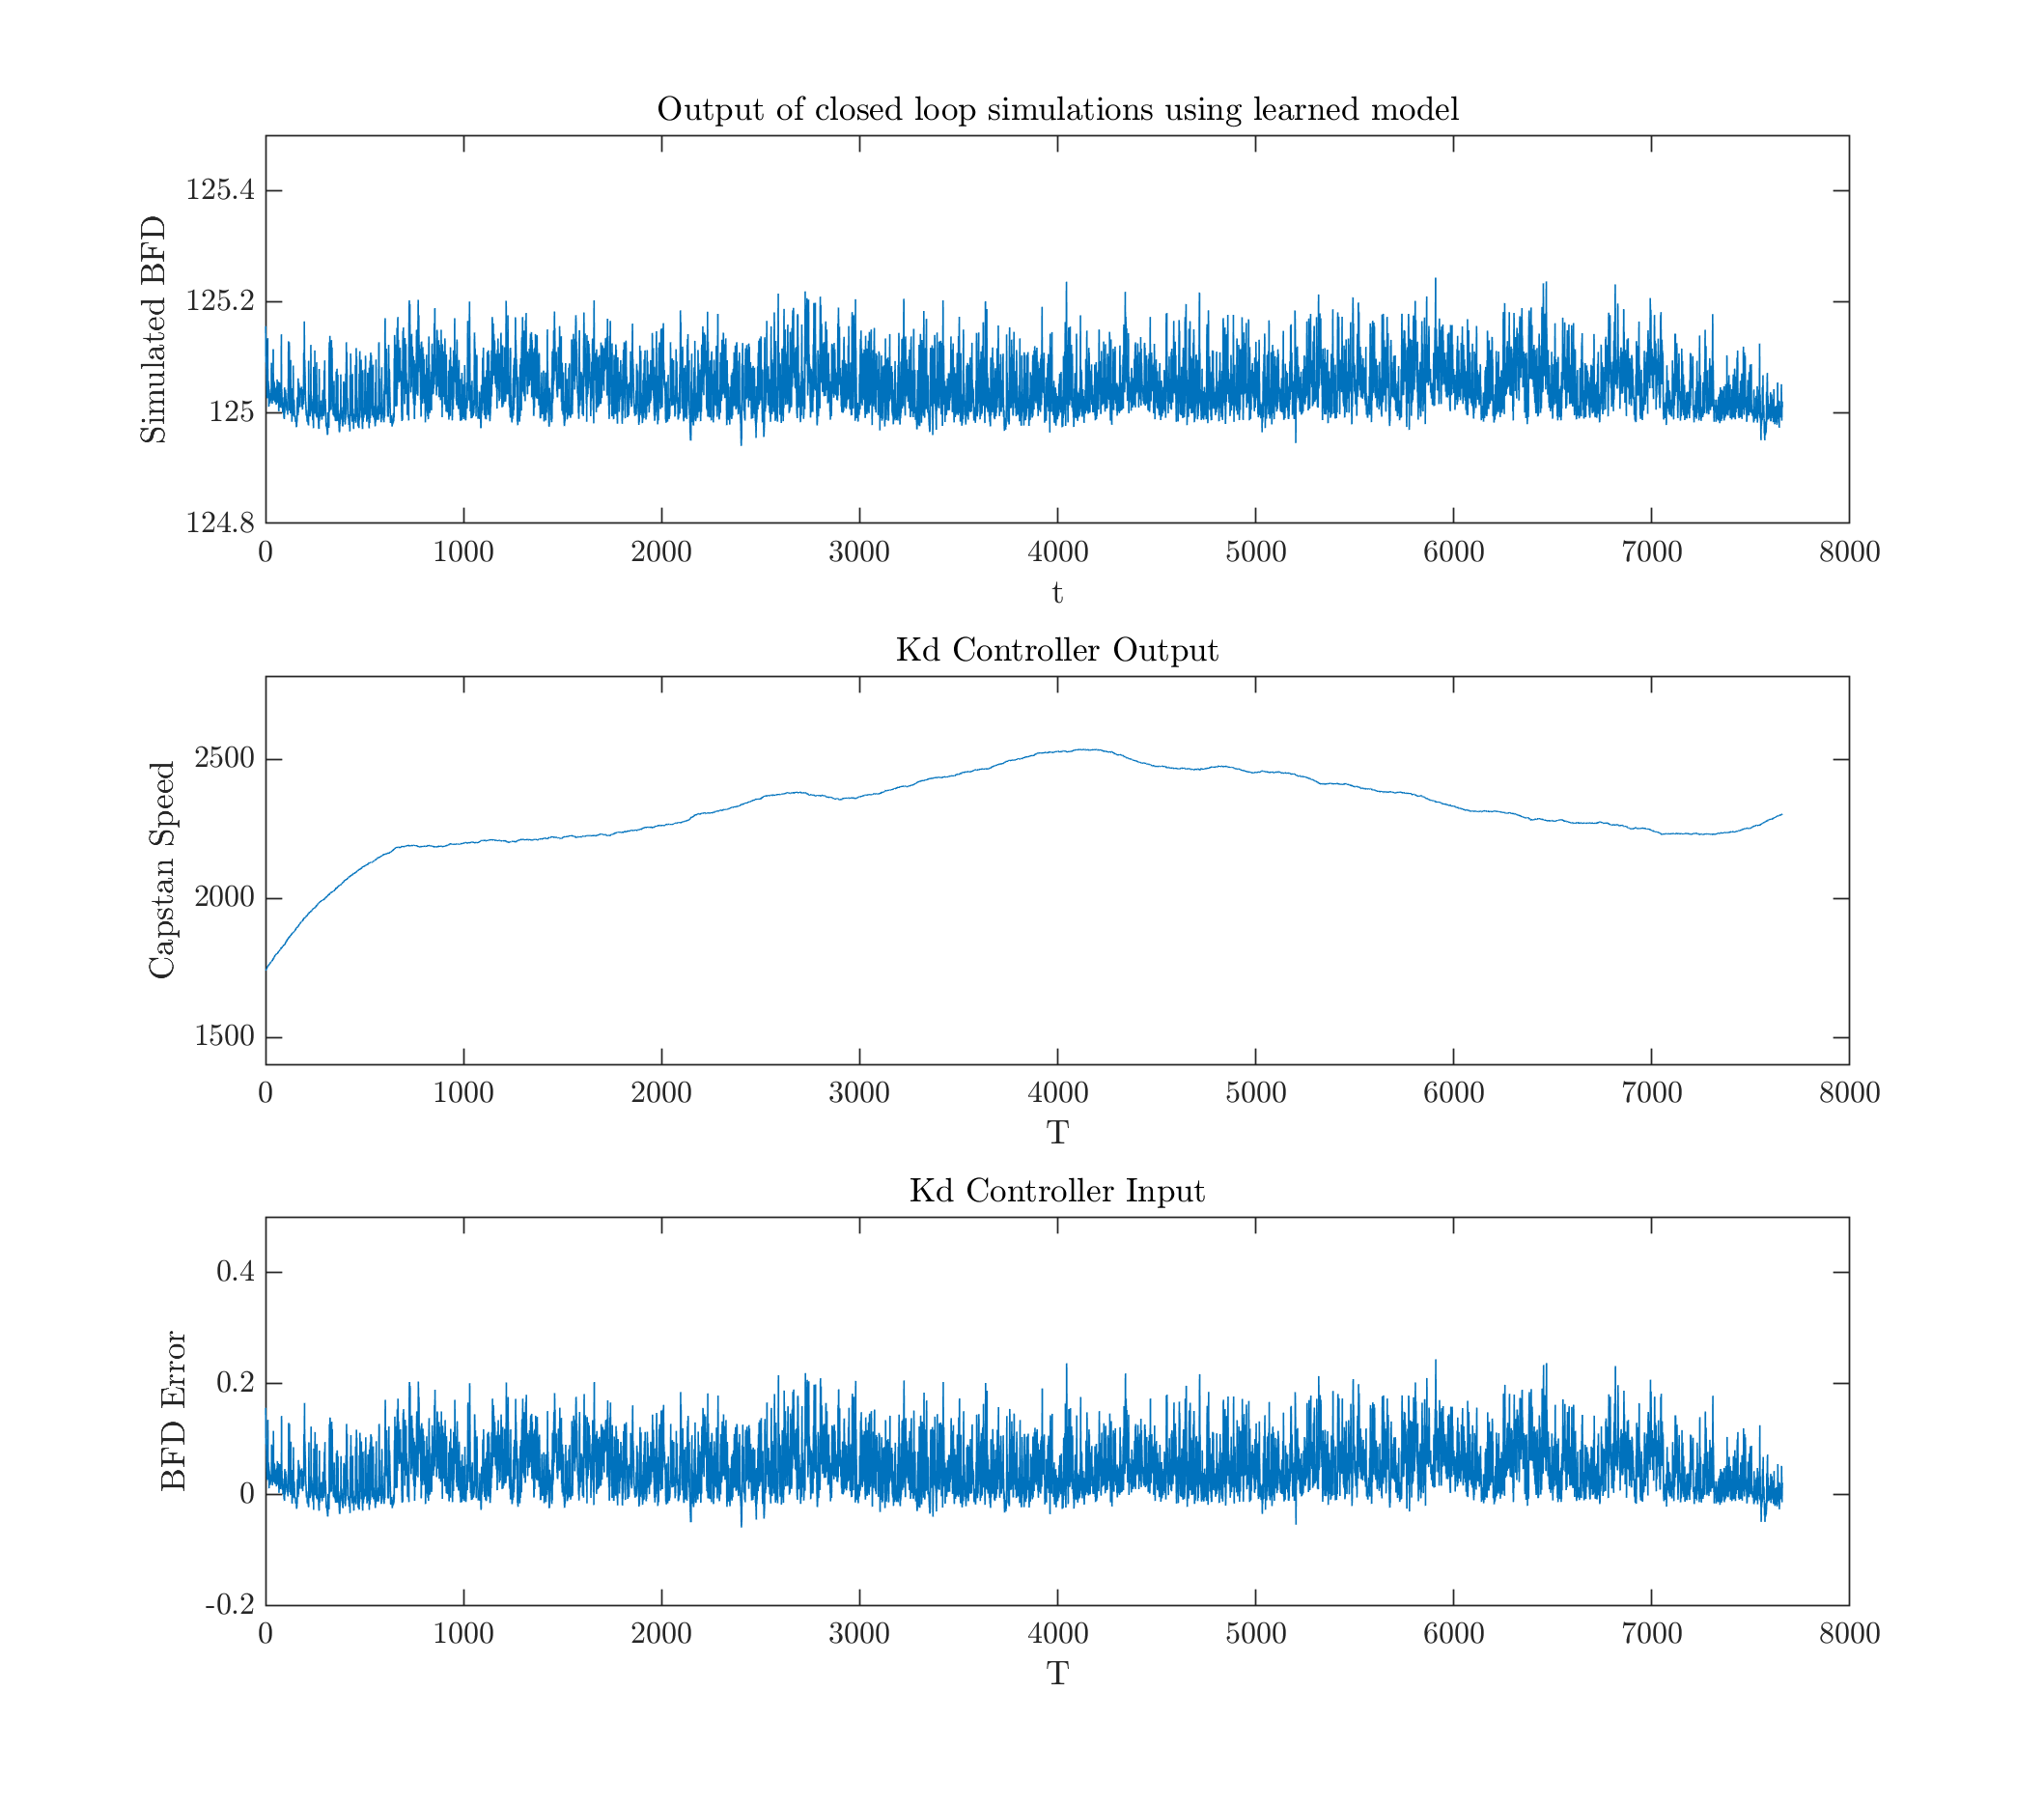 Output of closed loop simulations using learned model
125.4
125.2
125
124.8
Simulated BFD
0 1000 2000 3000 4000 5000 6000 7000 8000
t
Kd Controller Output
2500
2000
1500
Capstan Speed
0 1000 2000 3000 4000 5000 6000 7000 8000
T
Kd Controller Input
0.4
0.2
0
-0.2
BFD Error
0 1000 2000 3000 4000 5000 6000 7000 8000
T